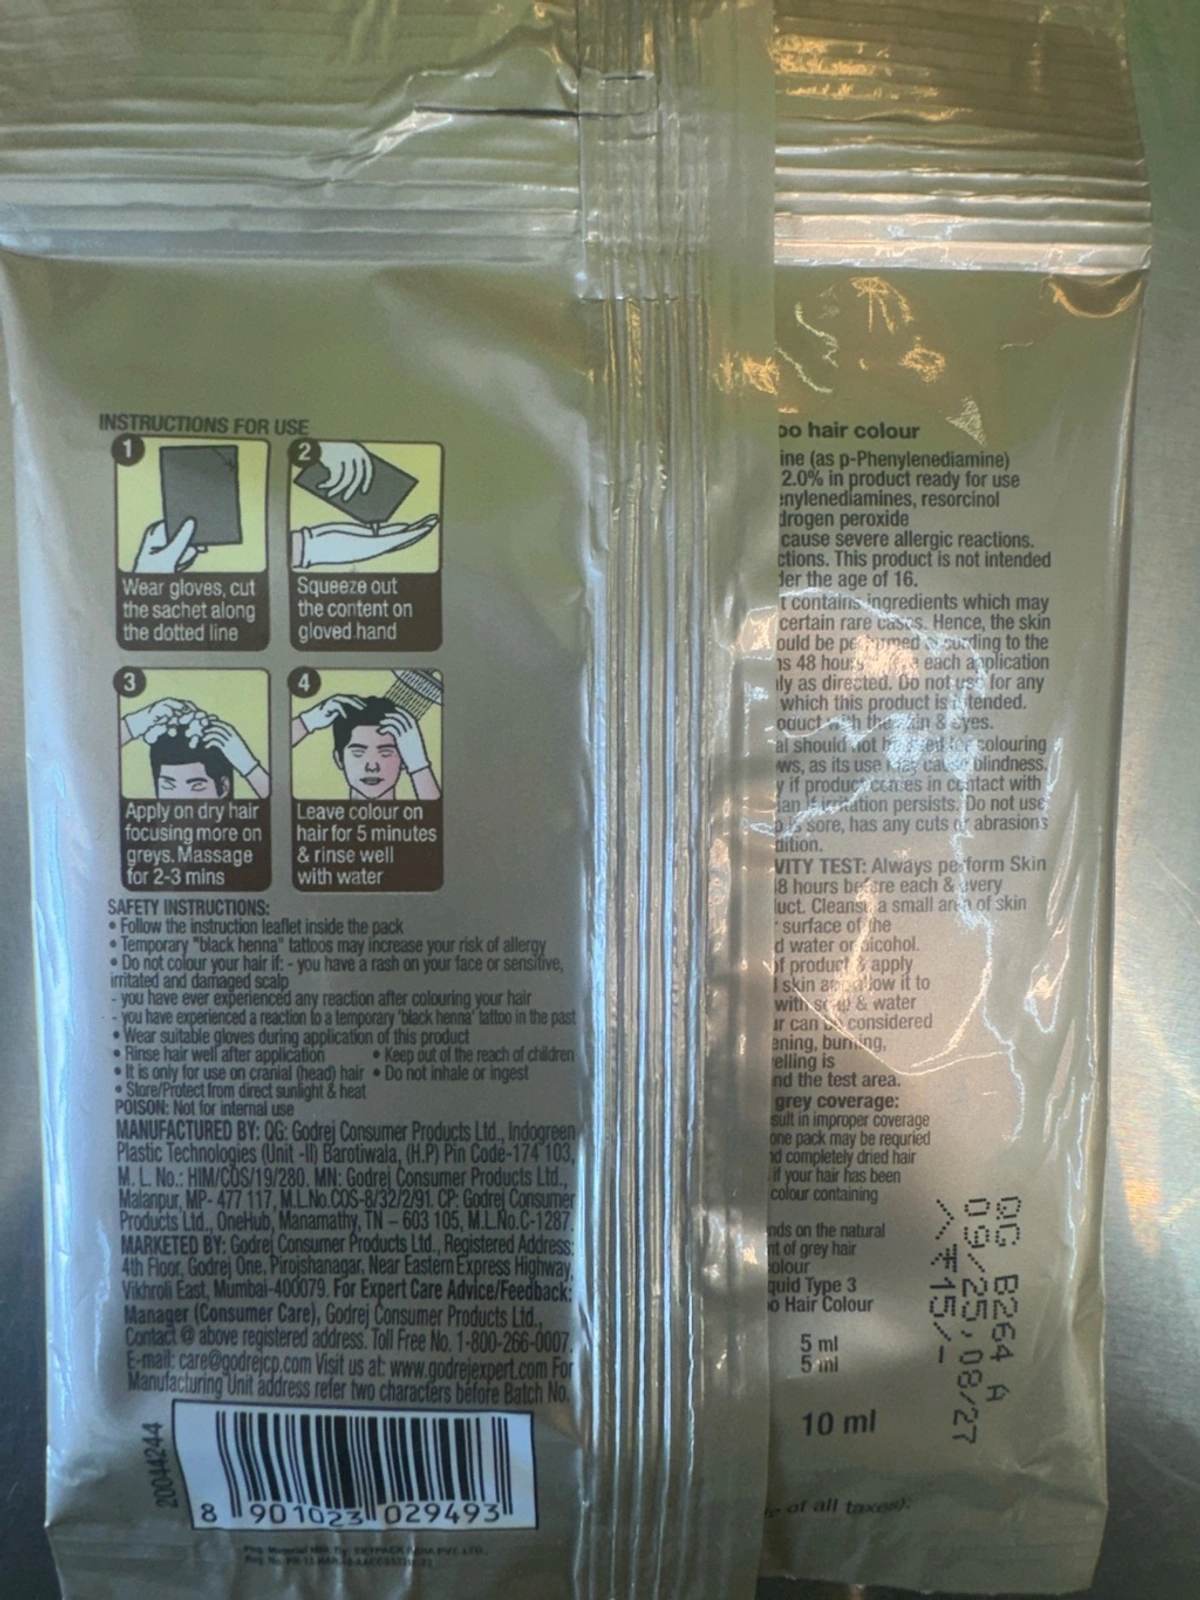 INSTRUCTIONS FOR USE
1
Wear gloves, cut
the sachet along
the dotted line
2
Squeeze out
the content on
gloved hand
3
Apply on dry hair
focusing more on
greys. Massage
for 2-3 mins
4
Leave colour on
hair for 5 minutes
& rinse well
with water
SAFETY INSTRUCTIONS:
• Follow the instruction leaflet inside the pack
• Temporary "black henna" tattoos may increase your risk of allergy
• Do not colour your hair if: - you have a rash on your face or sensitive,
irritated and damaged scalp
- you have ever experienced any reaction after colouring your hair
- you have experienced a reaction to a temporary 'black henna' tattoo in the past
• Wear suitable gloves during application of this product
• Rinse hair well after application • Keep out of the reach of children
• It is only for use on cranial (head) hair • Do not inhale or ingest
• Store/Protect from direct sunlight & heat
POISON: Not for internal use
MANUFACTURED BY: QG: Godrej Consumer Products Ltd., Indogreen
Plastic Technologies (Unit -II) Barotiwala, (H.P) Pin Code-174 103,
M. L. No.: HIM/COS/19/280. MN: Godrej Consumer Products Ltd.,
Malanpur, MP- 477 117, M.L.No.COS-8/32/2/91. CP: Godrej Consumer
Products Ltd., OneHub, Manamathy, TN – 603 105, M.L.No.C-1287.
MARKETED BY: Godrej Consumer Products Ltd., Registered Address:
4th Floor, Godrej One, Pirojshanagar, Near Eastern Express Highway,
Vikhroli East, Mumbai-400079. For Expert Care Advice/Feedback:
Manager (Consumer Care), Godrej Consumer Products Ltd.,
Contact @ above registered address. Toll Free No. 1-800-266-0007.
E-mail: care@godrejcp.com Visit us at: www.godrejexpert.com For
Manufacturing Unit address refer two characters before Batch No.
20044244
8 901023 029493
oo hair colour
ine (as p-Phenylenediamine)
2.0% in product ready for use
enylenediamines, resorcinol
drogen peroxide
cause severe allergic reactions.
ctions. This product is not intended
der the age of 16.
t contains ingredients which may
certain rare cases. Hence, the skin
ould be performed according to the
ns 48 hours each application
ly as directed. Do not use for any
which this product is intended.
oduct with the skin & eyes.
al should not be used for colouring
ws, as its use may cause blindness.
y if product comes in contact with
ian if irritation persists. Do not use
is sore, has any cuts or abrasions
dition.
VITY TEST: Always perform Skin
8 hours before each & every
luct. Cleanse a small area of skin
surface of the
d water or alcohol.
of product & apply
skin and allow it to
with soap & water
ur can be considered
ening, burning,
elling is
nd the test area.
grey coverage:
sult in improper coverage
one pack may be requried
nd completely dried hair
if your hair has been
colour containing
nds on the natural
nt of grey hair
olour
quid Type 3
o Hair Colour
5 ml
5 ml
10 ml
of all taxes):
QG B264 A
09/25,08/27
₹15/-